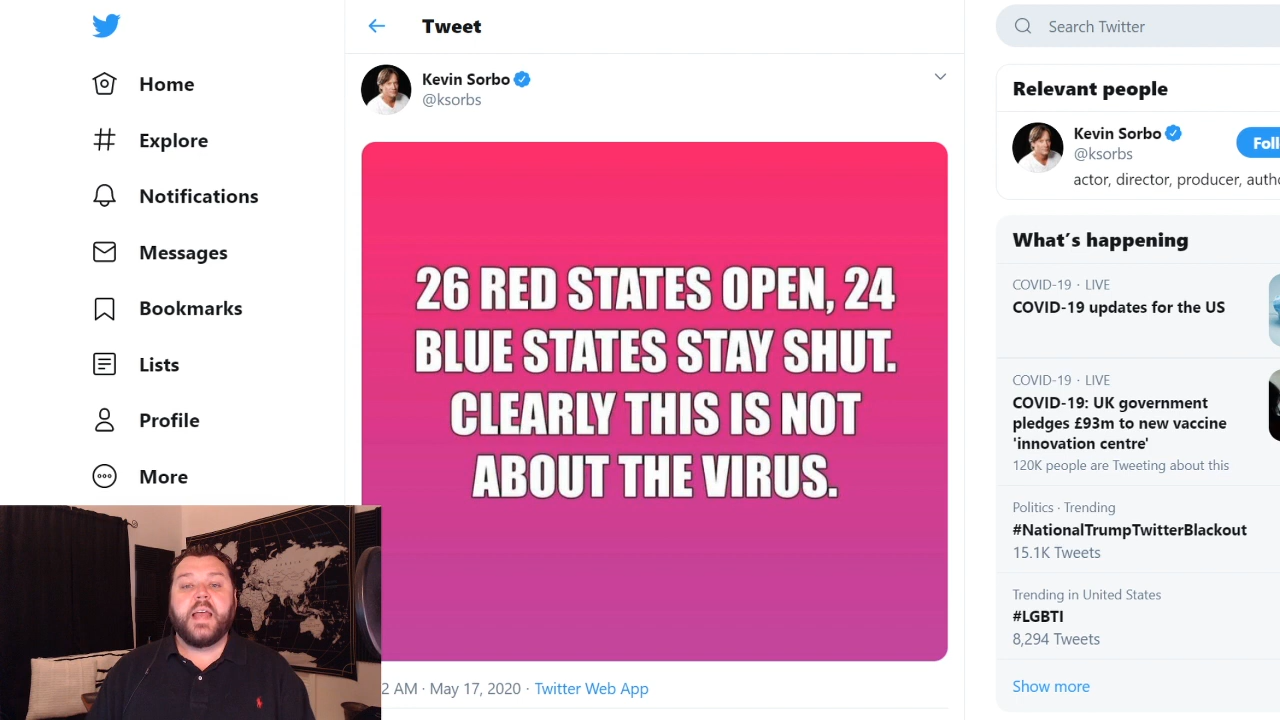 Home
Explore
Notifications
Messages
Bookmarks
Lists
Profile
More
Tweet
Kevin Sorbo
@ksorbs
26 RED STATES OPEN, 24
BLUE STATES STAY SHUT.
CLEARLY THIS IS NOT
ABOUT THE VIRUS.
2 AM · May 17, 2020 · Twitter Web App
Search Twitter
Relevant people
Kevin Sorbo
@ksorbs
Foll
actor, director, producer, autho
What's happening
COVID-19 · LIVE
COVID-19 updates for the US
COVID-19 · LIVE
COVID-19: UK government
pledges £93m to new vaccine
'innovation centre'
120K people are Tweeting about this
Politics · Trending
#NationalTrumpTwitterBlackout
15.1K Tweets
Trending in United States
#LGBTI
8,294 Tweets
Show more